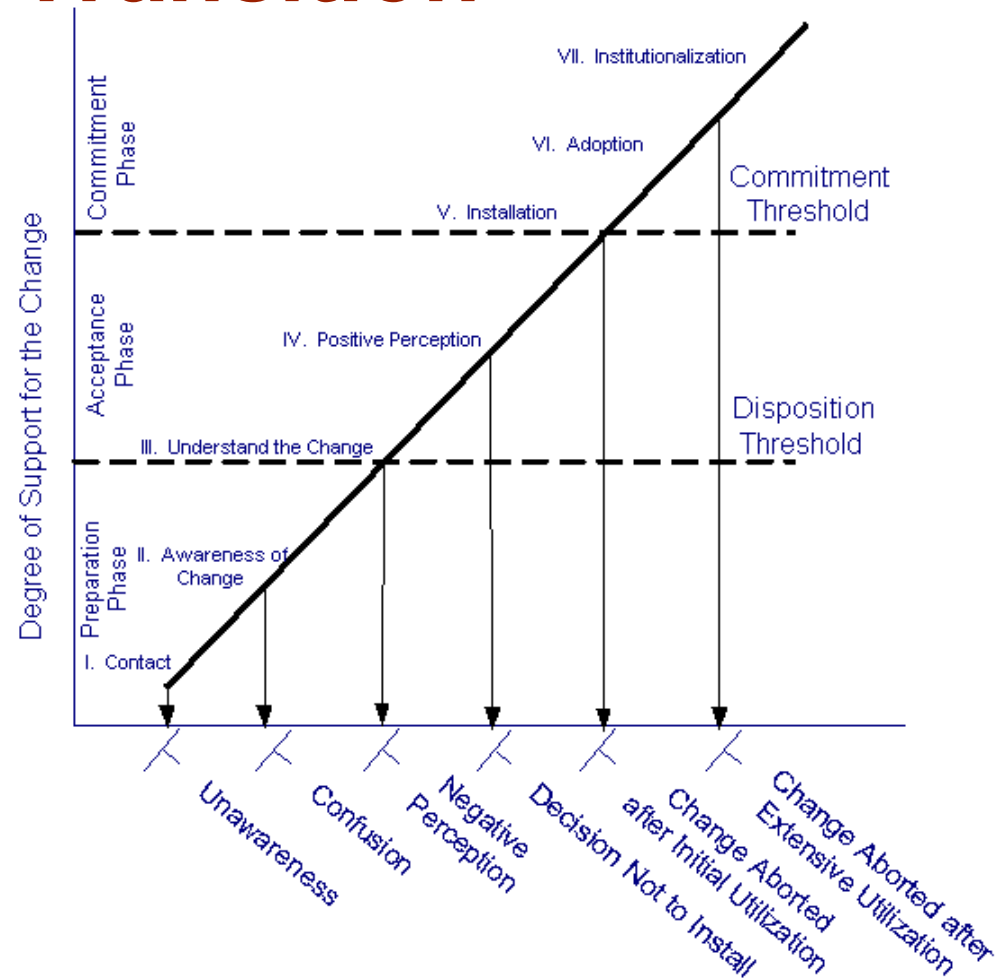 Transition
VII. Institutionalization
VI. Adoption
Commitment
Threshold
V. Installation
IV. Positive Perception
Disposition
Threshold
III. Understand the Change
II. Awareness of
Change
I. Contact
Degree of Support for the Change
Commitment
Phase
Acceptance
Phase
Preparation
Phase
Unawareness
Confusion
Negative
Perception
Decision Not to Install
Change Aborted
after Initial Utilization
Change Aborted after
Extensive Utilization